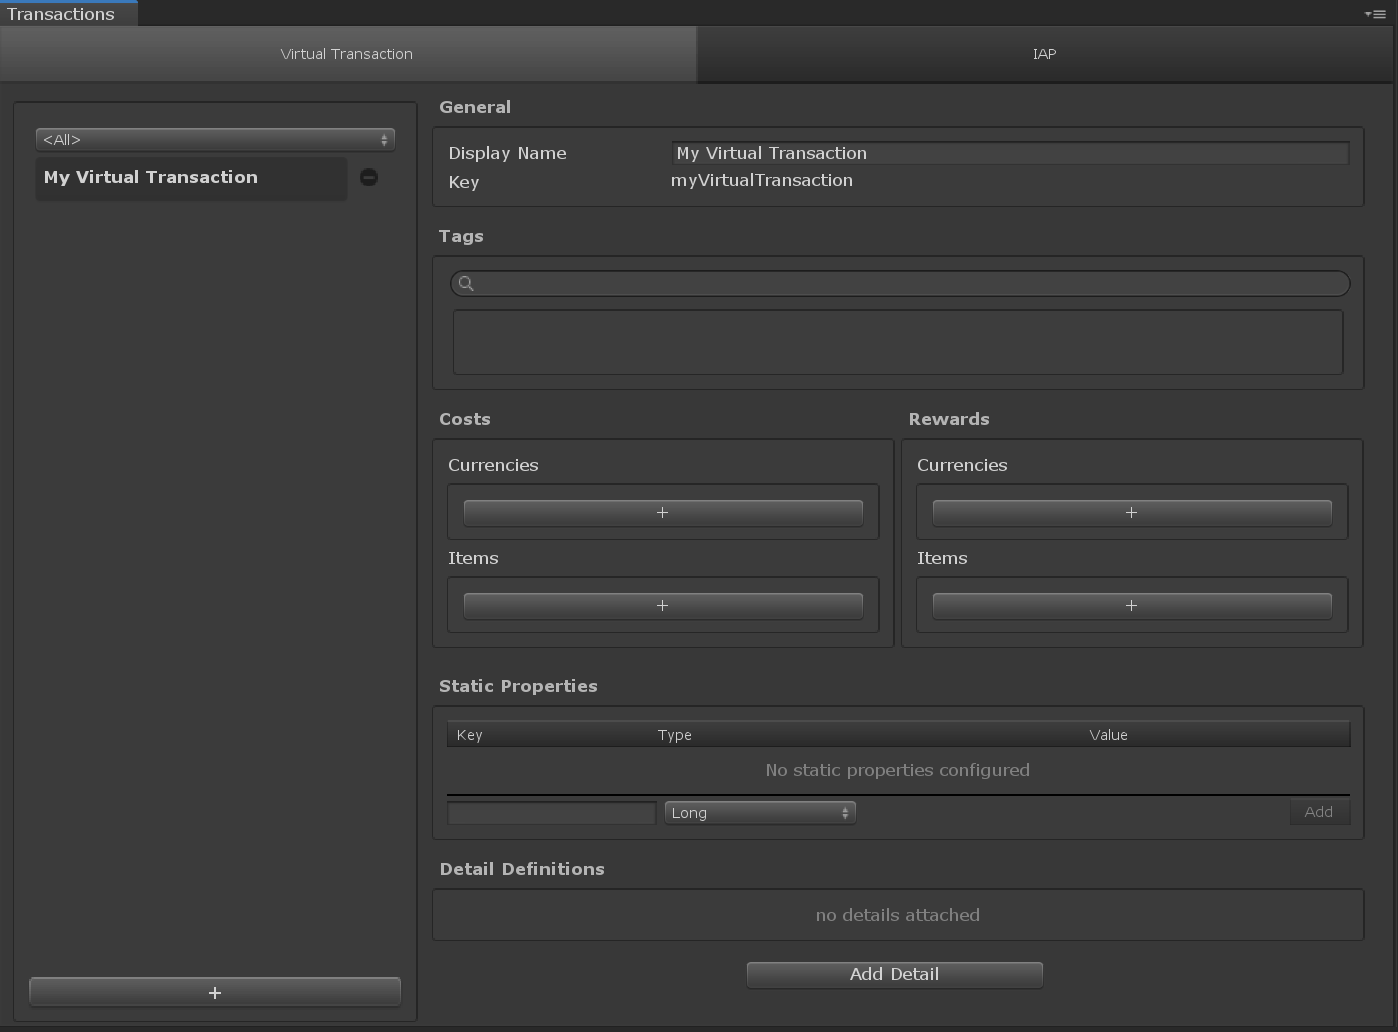 Transactions
Virtual Transaction
IAP
<All>
My Virtual Transaction
+
General
Display Name My Virtual Transaction
Key myVirtualTransaction
Tags
Costs
Currencies
+
Items
+
Rewards
Currencies
+
Items
+
Static Properties
Key Type Value
No static properties configured
Long Add
Detail Definitions
no details attached
Add Detail